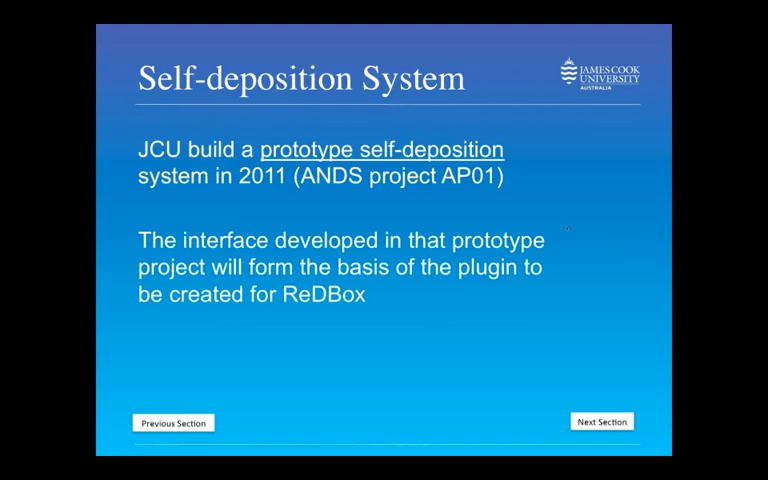 Self-deposition System
JAMES COOK
UNIVERSITY
AUSTRALIA
JCU build a prototype self-deposition
system in 2011 (ANDS project AP01)
The interface developed in that prototype
project will form the basis of the plugin to
be created for ReDBox
Previous Section
Next Section